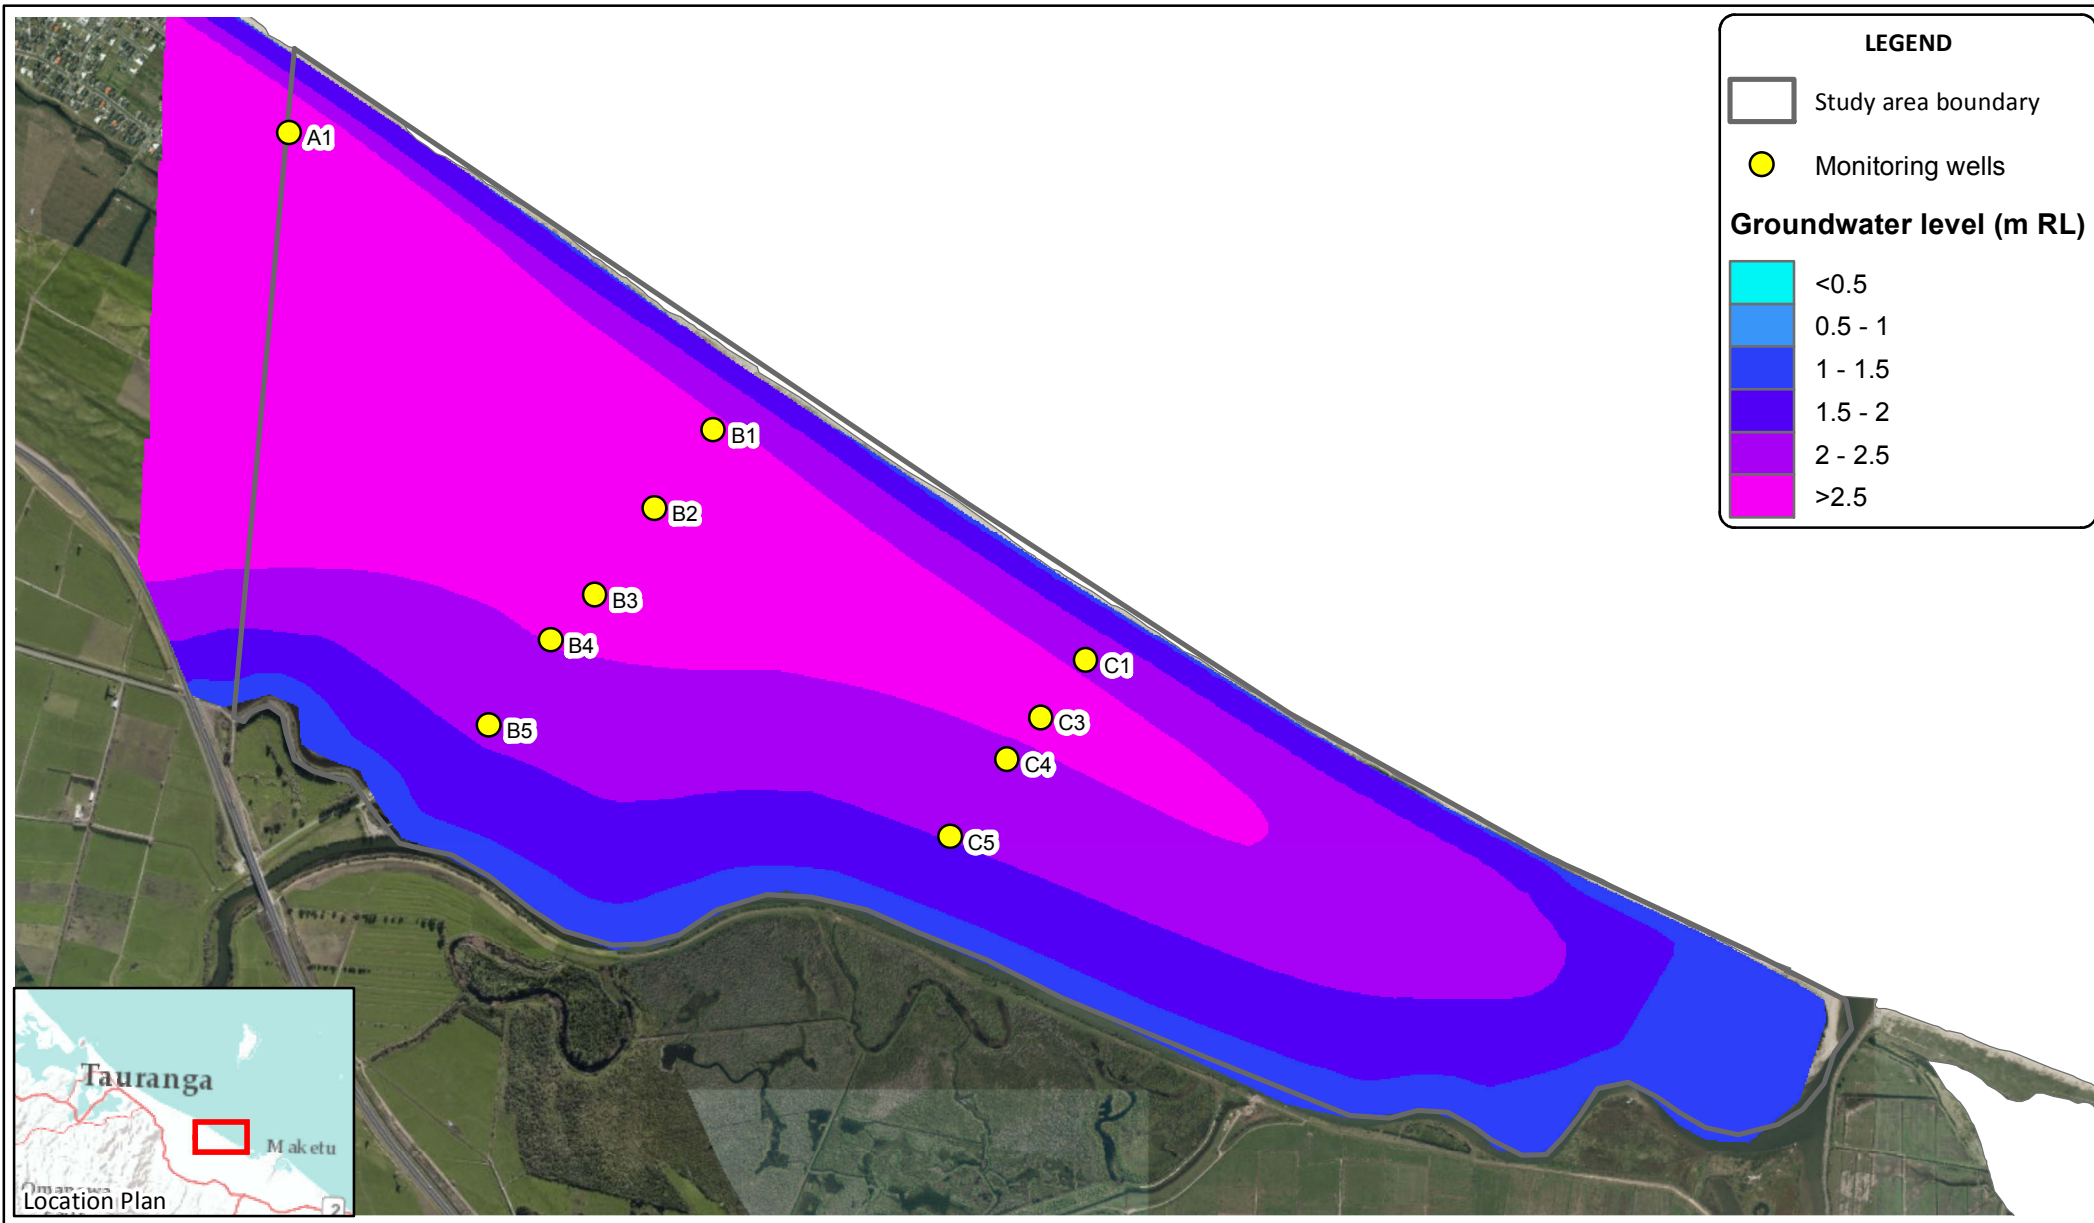 LEGEND
Study area boundary
Monitoring wells
Groundwater level (m RL)
<0.5
0.5 - 1
1 - 1.5
1.5 - 2
2 - 2.5
>2.5
A1
B1
B2
B3
B4
B5
C1
C3
C4
C5
Tauranga
Maketu
2
Location Plan